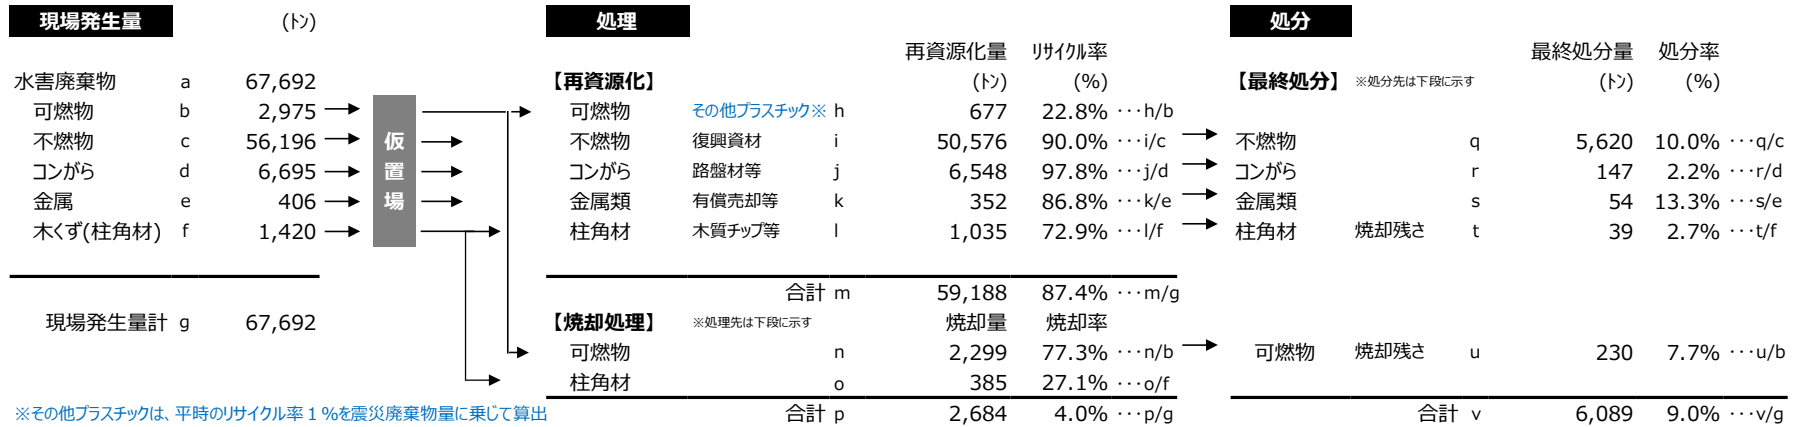 現場発生量 (トン) 処理 処分
再資源化量 リサイクル率 最終処分量 処分率
水害廃棄物 a 67,692 【再資源化】 (トン) (%) 【最終処分】 ※処分先は下段に示す (トン) (%)
可燃物 b 2,975 可燃物 その他プラスチック※ h 677 22.8% ・・・h/b
不燃物 c 56,196 不燃物 復興資材 i 50,576 90.0% ・・・i/c 不燃物 q 5,620 10.0% ・・・q/c
コンがら d 6,695 コンがら 路盤材等 j 6,548 97.8% ・・・j/d コンがら r 147 2.2% ・・・r/d
金属 e 406 金属類 有償売却等 k 352 86.8% ・・・k/e 金属類 s 54 13.3% ・・・s/e
木くず(柱角材) f 1,420 柱角材 木質チップ等 l 1,035 72.9% ・・・l/f 柱角材 焼却残さ t 39 2.7% ・・・t/f
仮置場
合計 m 59,188 87.4% ・・・m/g
現場発生量計 g 67,692 【焼却処理】 ※処理先は下段に示す 焼却量 焼却率
可燃物 n 2,299 77.3% ・・・n/b 可燃物 焼却残さ u 230 7.7% ・・・u/b
柱角材 o 385 27.1% ・・・o/f
※その他プラスチックは、平時のリサイクル率1%を震災廃棄物量に乗じて算出 合計 p 2,684 4.0% ・・・p/g 合計 v 6,089 9.0% ・・・v/g